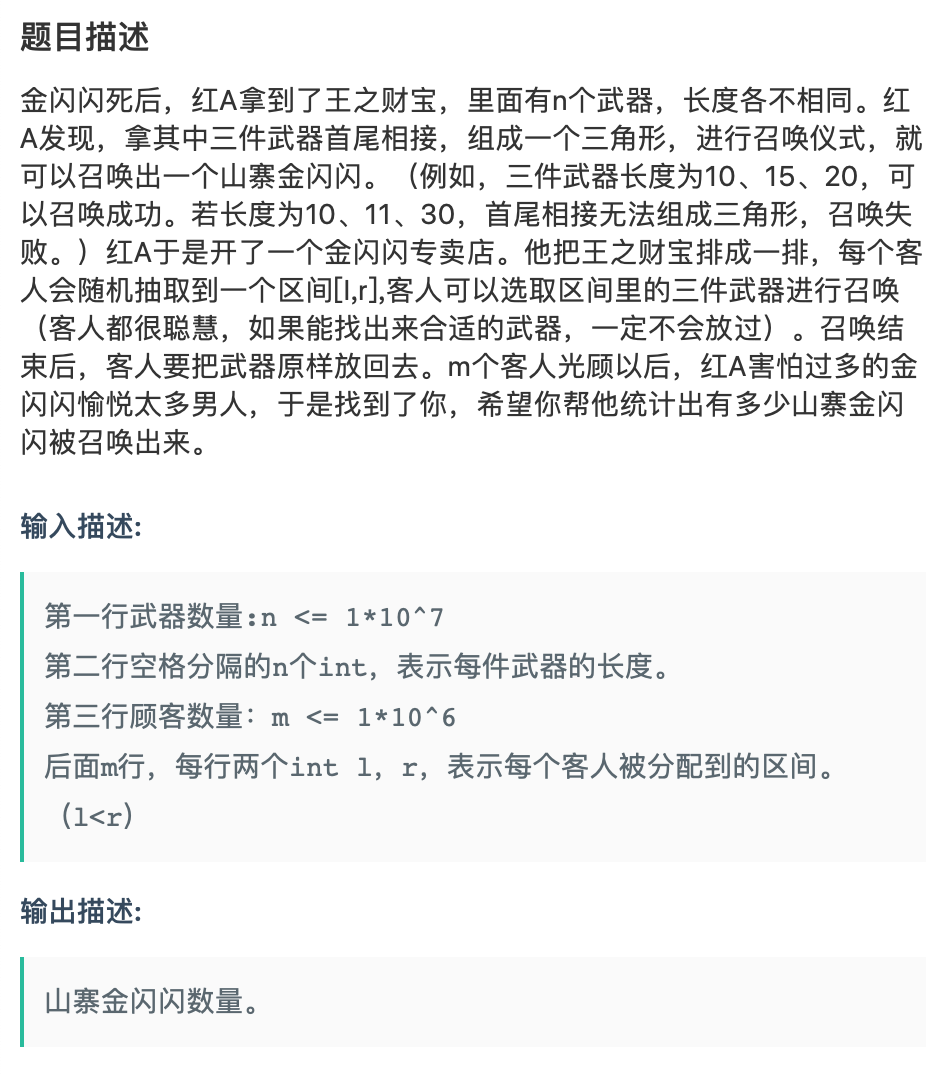 题目描述
金闪闪死后，红A拿到了王之财宝，里面有n个武器，长度各不相同。红
A发现，拿其中三件武器首尾相接，组成一个三角形，进行召唤仪式，就
可以召唤出一个山寨金闪闪。（例如，三件武器长度为10、15、20，可
以召唤成功。若长度为10、11、30，首尾相接无法组成三角形，召唤失
败。）红A于是开了一个金闪闪专卖店。他把王之财宝排成一排，每个客
人会随机抽取到一个区间[l,r],客人可以选取区间里的三件武器进行召唤
（客人都很聪慧，如果能找出来合适的武器，一定不会放过）。召唤结
束后，客人要把武器原样放回去。m个客人光顾以后，红A害怕过多的金
闪闪愉悦太多男人，于是找到了你，希望你帮他统计出有多少山寨金闪
闪被召唤出来。
输入描述:
第一行武器数量:n <= 1*10^7
第二行空格分隔的n个int，表示每件武器的长度。
第三行顾客数量：m <= 1*10^6
后面m行，每行两个int l，r，表示每个客人被分配到的区间。
（l<r）
输出描述:
山寨金闪闪数量。